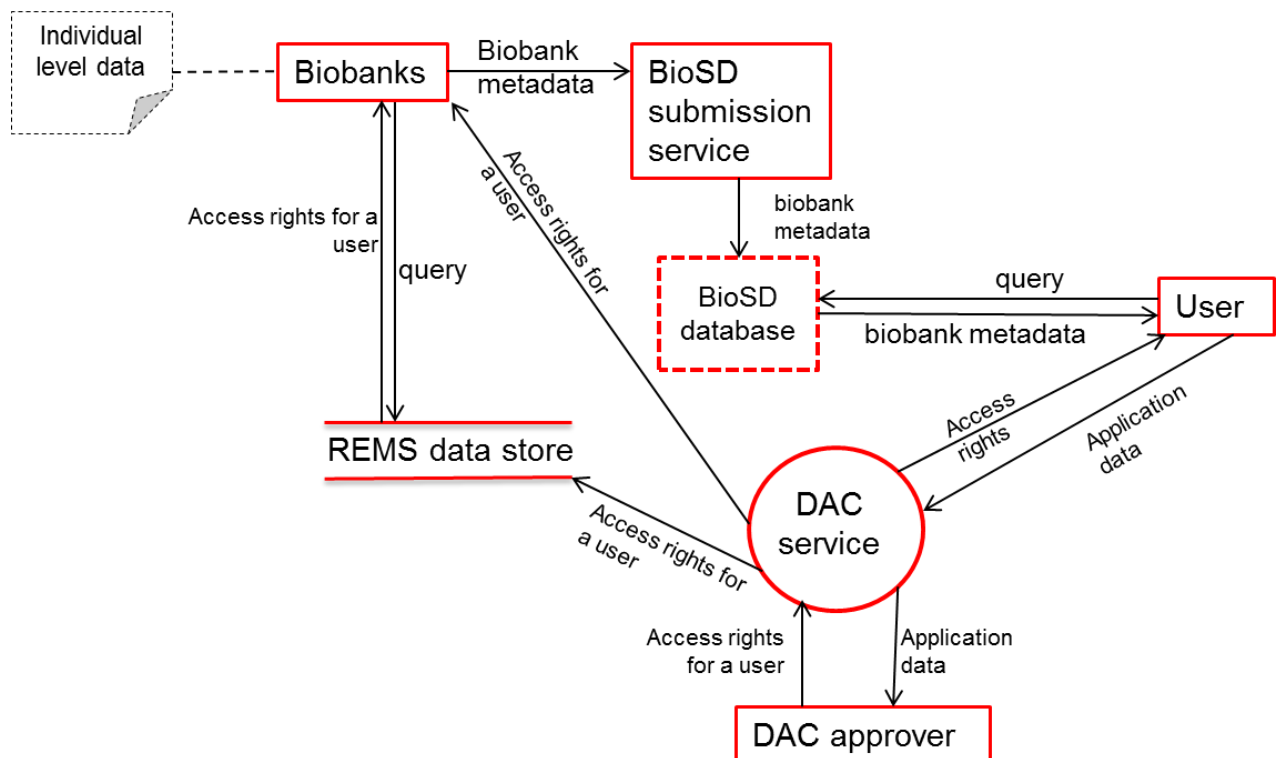 Individual
level data
Biobanks
Biobank
metadata
BioSD
submission
service
Access rights for
a user
Access rights for a
user
query
biobank
metadata
BioSD
database
query
biobank metadata
User
REMS data store
Access
rights
Application
data
DAC
service
Access rights for
a user
Access rights
for a user
Application
data
DAC approver